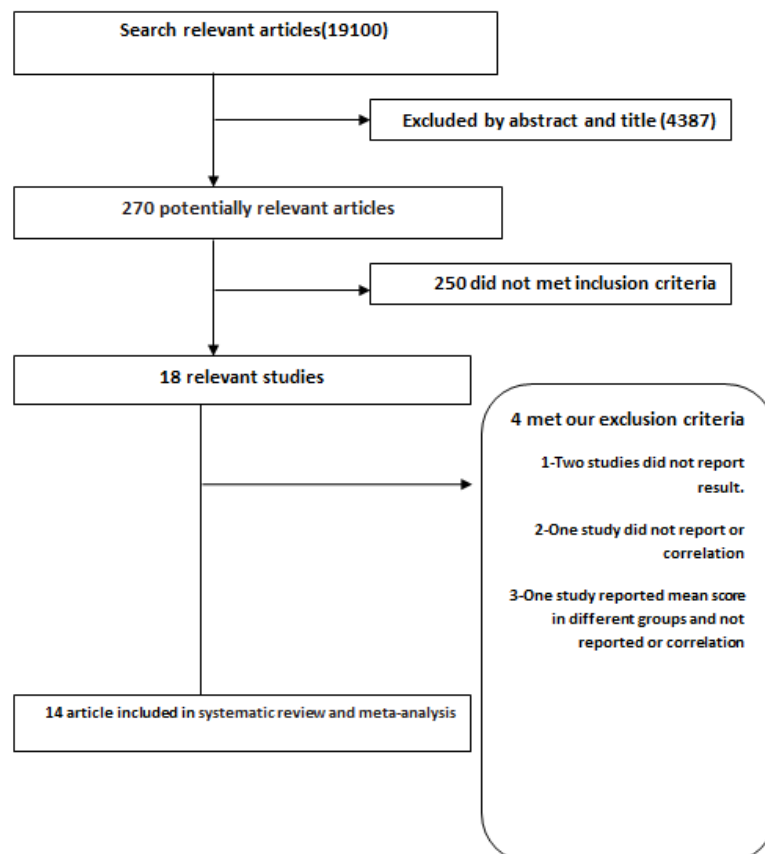 Search relevant articles(19100)
Excluded by abstract and title (4387)
270 potentially relevant articles
250 did not met inclusion criteria
18 relevant studies
4 met our exclusion criteria
1-Two studies did not report
result.
2-One study did not report or
correlation
3-One study reported mean score
in different groups and not
reported or correlation
14 article included in systematic review and meta-analysis